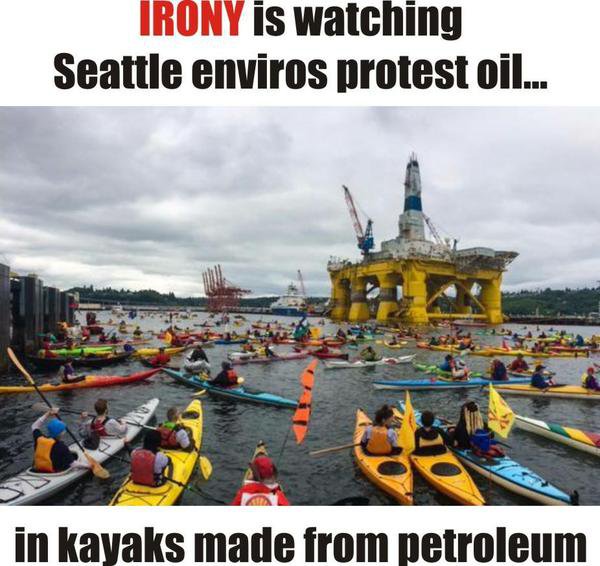 IRONY is watching
Seattle enviros protest oil...
in kayaks made from petroleum